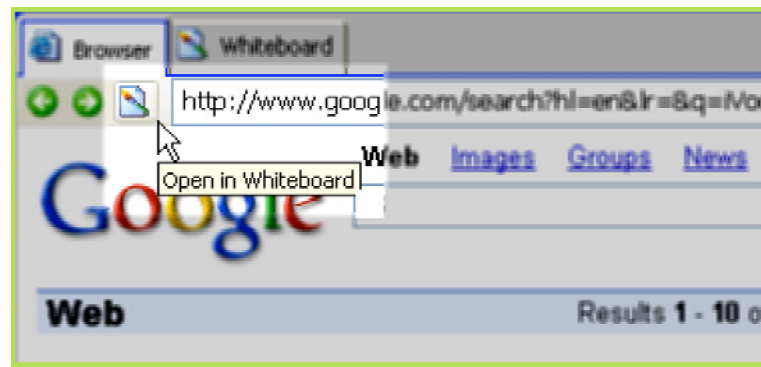 Browser Whiteboard
http://www.google.com/search?hl=en&lr=&q=iVo
Web Images Groups News
Open in Whiteboard
Google
Web Results 1 - 10 o